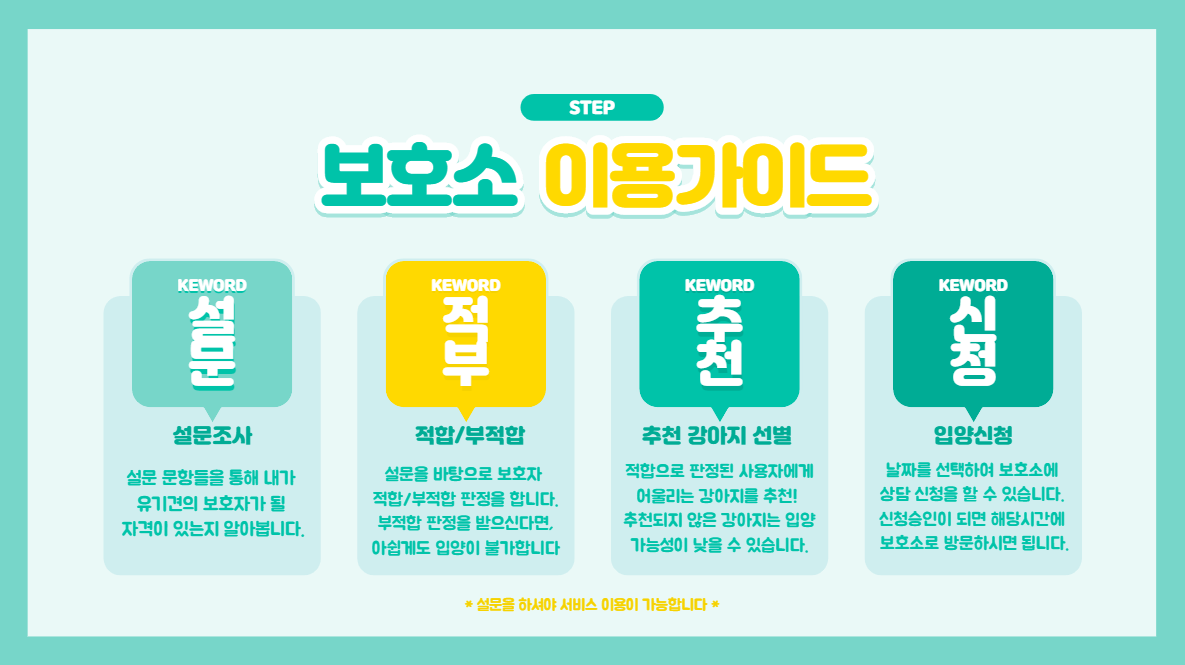 STEP
보호소 이용가이드
KEWORD
설
문
설문조사
설문 문항들을 통해 내가
유기견의 보호자가 될
자격이 있는지 알아봅니다.
KEWORD
적
부
적합/부적합
설문을 바탕으로 보호자
적합/부적합 판정을 합니다.
부적합 판정을 받으신다면,
아쉽게도 입양이 불가합니다
KEWORD
추
천
추천 강아지 선별
적합으로 판정된 사용자에게
어울리는 강아지를 추천!
추천되지 않은 강아지는 입양
가능성이 낮을 수 있습니다.
KEWORD
신
청
입양신청
날짜를 선택하여 보호소에
상담 신청을 할 수 있습니다.
신청승인이 되면 해당시간에
보호소로 방문하시면 됩니다.
* 설문을 하셔야 서비스 이용이 가능합니다 *